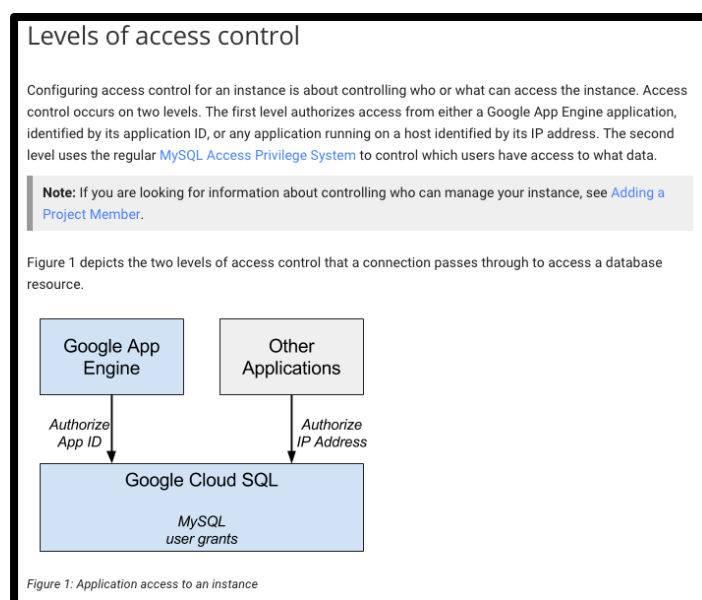 Levels of access control
Configuring access control for an instance is about controlling who or what can access the instance. Access
control occurs on two levels. The first level authorizes access from either a Google App Engine application,
identified by its application ID, or any application running on a host identified by its IP address. The second
level uses the regular MySQL Access Privilege System to control which users have access to what data.
Note: If you are looking for information about controlling who can manage your instance, see Adding a
Project Member.
Figure 1 depicts the two levels of access control that a connection passes through to access a database
resource.
Google App
Engine
Other
Applications
Authorize
App ID
Authorize
IP Address
Google Cloud SQL
MySQL
user grants
Figure 1: Application access to an instance